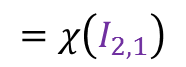 = χ(I₂,₁)